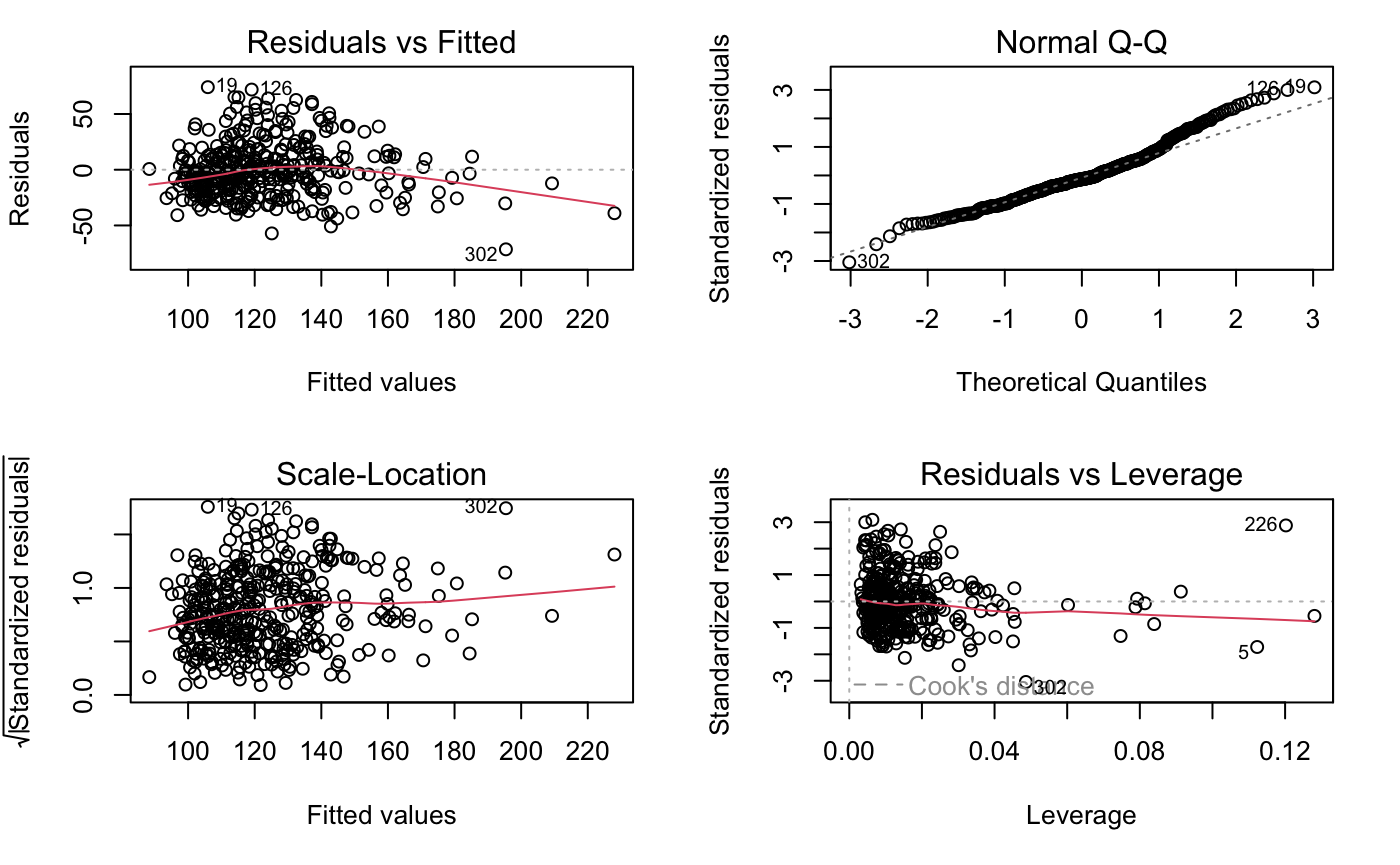 Residuals vs Fitted
Residuals
50
0
-50
19
126
302
100 120 140 160 180 200 220
Fitted values
Normal Q-Q
Standardized residuals
3
1
-1
-3
126
19
302
-3 -2 -1 0 1 2 3
Theoretical Quantiles
Scale-Location
√|Standardized residuals|
1.0
0.0
19
126
302
100 120 140 160 180 200 220
Fitted values
Residuals vs Leverage
Standardized residuals
3
1
-1
-3
226
5
Cook's distance
302
0.00 0.04 0.08 0.12
Leverage